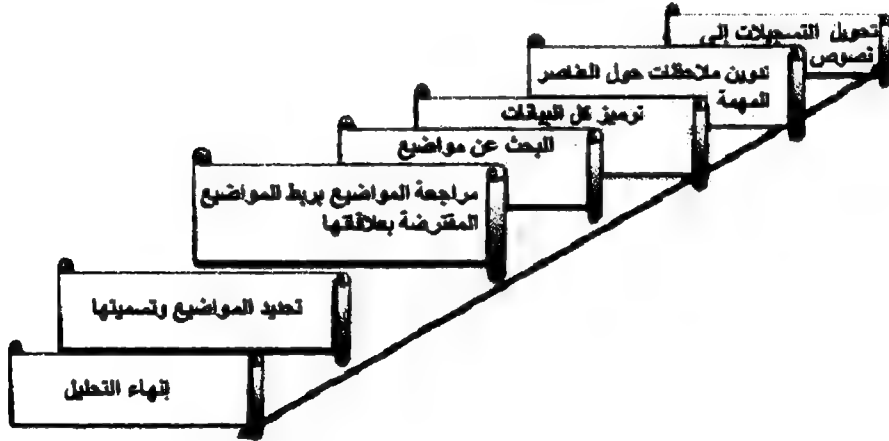 تحويل التسجيلات إلى
نصوص
تدوين ملاحظات حول العناصر
المهمة
ترميز كل البيانات
البحث عن مواضيع
مراجعة المواضيع بربط المواضيع
المقترضة بعلاقاتها
تحديد المواضيع وتسميتها
إنهاء التحليل